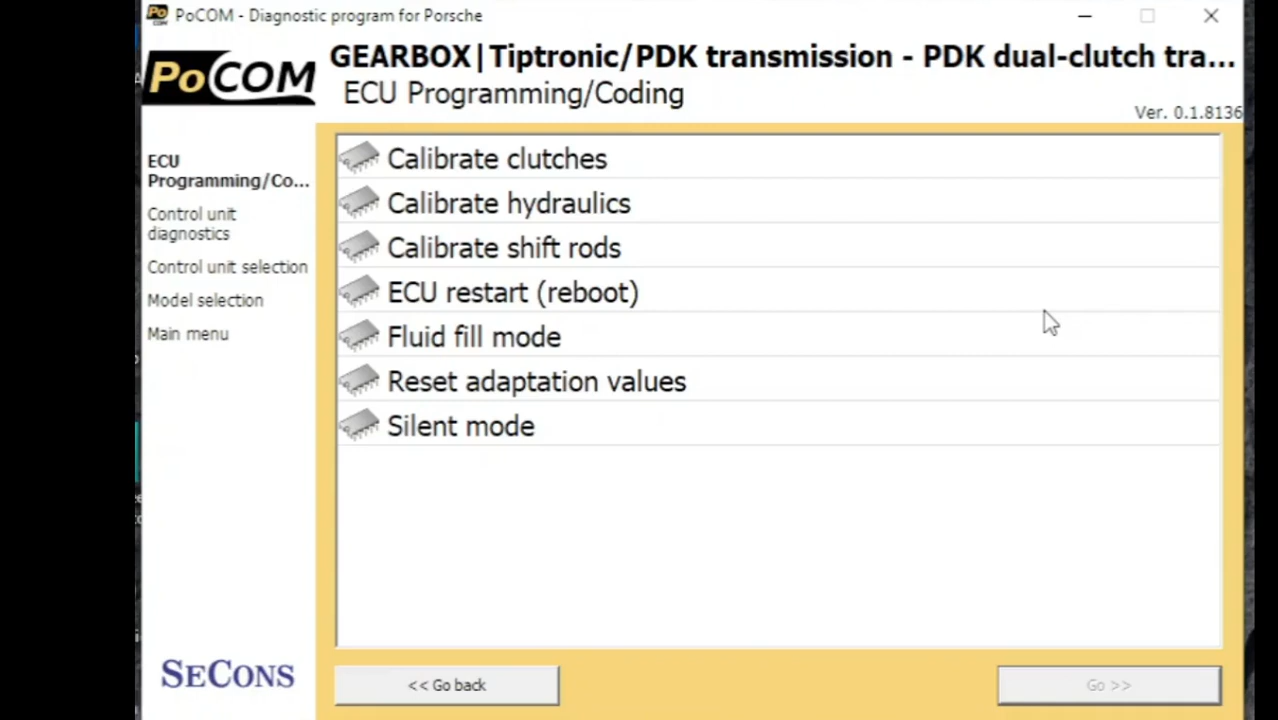 PoCOM - Diagnostic program for Porsche
PoCOM
GEARBOX|Tiptronic/PDK transmission - PDK dual-clutch tra...
ECU Programming/Coding
Ver. 0.1.8136
ECU
Programming/Co...
Control unit
diagnostics
Control unit selection
Model selection
Main menu
Calibrate clutches
Calibrate hydraulics
Calibrate shift rods
ECU restart (reboot)
Fluid fill mode
Reset adaptation values
Silent mode
SECONS
<< Go back
Go >>